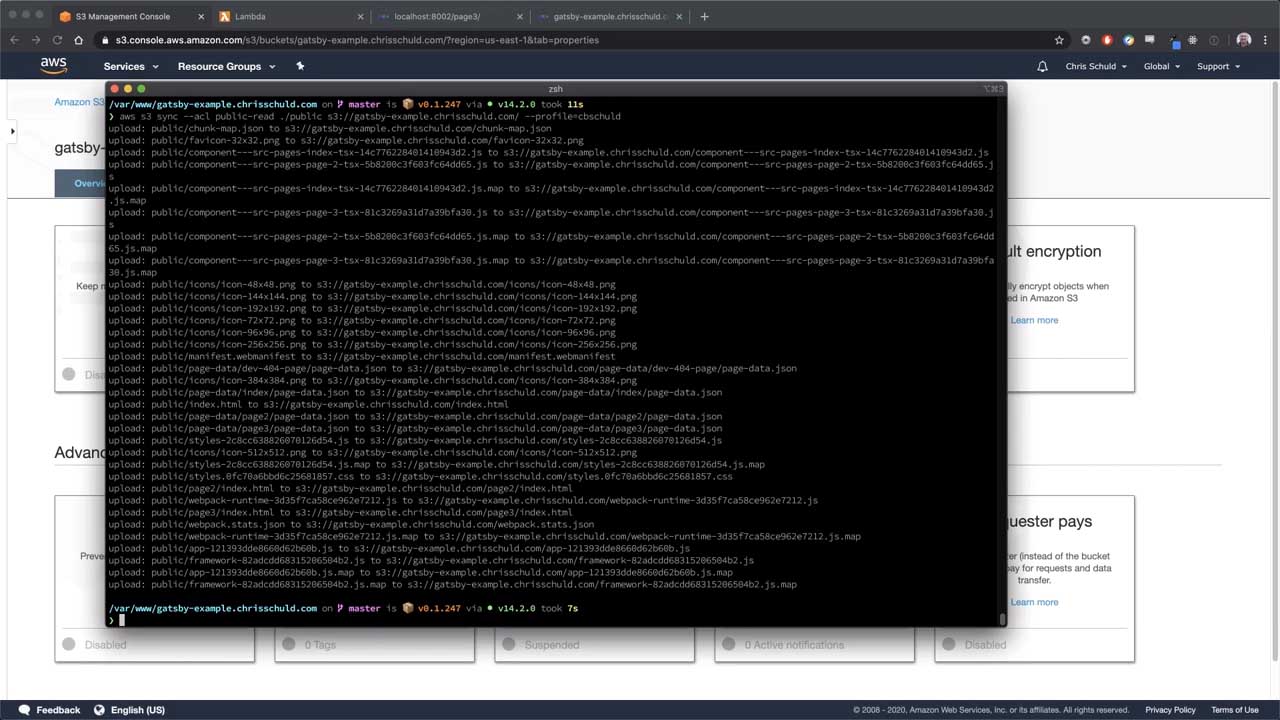 S3 Management Console
Lambda
localhost:8002/page3/
gatsby-example.chrisschuld.c
s3.console.aws.amazon.com/s3/buckets/gatsby-example.chrisschuld.com/?region=us-east-1&tab=properties
aws Services Resource Groups Chris Schuld Global Support
zsh
⌥⌘3
Amazon S3
gatsby-
Overvie
/var/www/gatsby-example.chrisschuld.com on master is v0.1.247 via v14.2.0 took 11s
❯ aws s3 sync --acl public-read ./public s3://gatsby-example.chrisschuld.com/ --profile=cbschuld
upload: public/chunk-map.json to s3://gatsby-example.chrisschuld.com/chunk-map.json
upload: public/favicon-32x32.png to s3://gatsby-example.chrisschuld.com/favicon-32x32.png
upload: public/component---src-pages-index-tsx-14c776228401410943d2.js to s3://gatsby-example.chrisschuld.com/component---src-pages-index-tsx-14c776228401410943d2.js
upload: public/component---src-pages-page-2-tsx-5b8200c3f603fc64dd65.js to s3://gatsby-example.chrisschuld.com/component---src-pages-page-2-tsx-5b8200c3f603fc64dd65.j
s
upload: public/component---src-pages-index-tsx-14c776228401410943d2.js.map to s3://gatsby-example.chrisschuld.com/component---src-pages-index-tsx-14c776228401410943d2
.js.map
upload: public/component---src-pages-page-3-tsx-81c3269a31d7a39bfa30.js to s3://gatsby-example.chrisschuld.com/component---src-pages-page-3-tsx-81c3269a31d7a39bfa30.j
s
upload: public/component---src-pages-page-2-tsx-5b8200c3f603fc64dd65.js.map to s3://gatsby-example.chrisschuld.com/component---src-pages-page-2-tsx-5b8200c3f603fc64dd
65.js.map
upload: public/component---src-pages-page-3-tsx-81c3269a31d7a39bfa30.js.map to s3://gatsby-example.chrisschuld.com/component---src-pages-page-3-tsx-81c3269a31d7a39bfa
30.js.map
upload: public/icons/icon-48x48.png to s3://gatsby-example.chrisschuld.com/icons/icon-48x48.png
upload: public/icons/icon-144x144.png to s3://gatsby-example.chrisschuld.com/icons/icon-144x144.png
upload: public/icons/icon-192x192.png to s3://gatsby-example.chrisschuld.com/icons/icon-192x192.png
upload: public/icons/icon-72x72.png to s3://gatsby-example.chrisschuld.com/icons/icon-72x72.png
upload: public/icons/icon-96x96.png to s3://gatsby-example.chrisschuld.com/icons/icon-96x96.png
upload: public/icons/icon-256x256.png to s3://gatsby-example.chrisschuld.com/icons/icon-256x256.png
upload: public/manifest.webmanifest to s3://gatsby-example.chrisschuld.com/manifest.webmanifest
upload: public/page-data/dev-404-page/page-data.json to s3://gatsby-example.chrisschuld.com/page-data/dev-404-page/page-data.json
upload: public/icons/icon-384x384.png to s3://gatsby-example.chrisschuld.com/icons/icon-384x384.png
upload: public/page-data/index/page-data.json to s3://gatsby-example.chrisschuld.com/page-data/index/page-data.json
upload: public/index.html to s3://gatsby-example.chrisschuld.com/index.html
upload: public/page-data/page2/page-data.json to s3://gatsby-example.chrisschuld.com/page-data/page2/page-data.json
upload: public/page-data/page3/page-data.json to s3://gatsby-example.chrisschuld.com/page-data/page3/page-data.json
upload: public/styles-2c8cc638826070126d54.js to s3://gatsby-example.chrisschuld.com/styles-2c8cc638826070126d54.js
upload: public/icons/icon-512x512.png to s3://gatsby-example.chrisschuld.com/icons/icon-512x512.png
upload: public/styles-2c8cc638826070126d54.js.map to s3://gatsby-example.chrisschuld.com/styles-2c8cc638826070126d54.js.map
upload: public/styles.0fc70a6bbd6c25681857.css to s3://gatsby-example.chrisschuld.com/styles.0fc70a6bbd6c25681857.css
upload: public/page2/index.html to s3://gatsby-example.chrisschuld.com/page2/index.html
upload: public/webpack-runtime-3d35f7ca58ce962e7212.js to s3://gatsby-example.chrisschuld.com/webpack-runtime-3d35f7ca58ce962e7212.js
upload: public/page3/index.html to s3://gatsby-example.chrisschuld.com/page3/index.html
upload: public/webpack.stats.json to s3://gatsby-example.chrisschuld.com/webpack.stats.json
upload: public/webpack-runtime-3d35f7ca58ce962e7212.js.map to s3://gatsby-example.chrisschuld.com/webpack-runtime-3d35f7ca58ce962e7212.js.map
upload: public/app-121393dde8660d62b60b.js to s3://gatsby-example.chrisschuld.com/app-121393dde8660d62b60b.js
upload: public/framework-82adcdd68315206504b2.js to s3://gatsby-example.chrisschuld.com/framework-82adcdd68315206504b2.js
upload: public/app-121393dde8660d62b60b.js.map to s3://gatsby-example.chrisschuld.com/app-121393dde8660d62b60b.js.map
upload: public/framework-82adcdd68315206504b2.js.map to s3://gatsby-example.chrisschuld.com/framework-82adcdd68315206504b2.js.map
/var/www/gatsby-example.chrisschuld.com on master is v0.1.247 via v14.2.0 took 7s
❯
Keep m
Disa
ult encryption
lly encrypt objects when
ed in Amazon S3
Learn more
Advan
Preve
uester pays
er (instead of the bucket
pay for requests and data
transfer.
Learn more
Disabled
0 Tags
Suspended
0 Active notifications
Disabled
Feedback English (US) © 2008 - 2020, Amazon Web Services, Inc. or its affiliates. All rights reserved. Privacy Policy Terms of Use